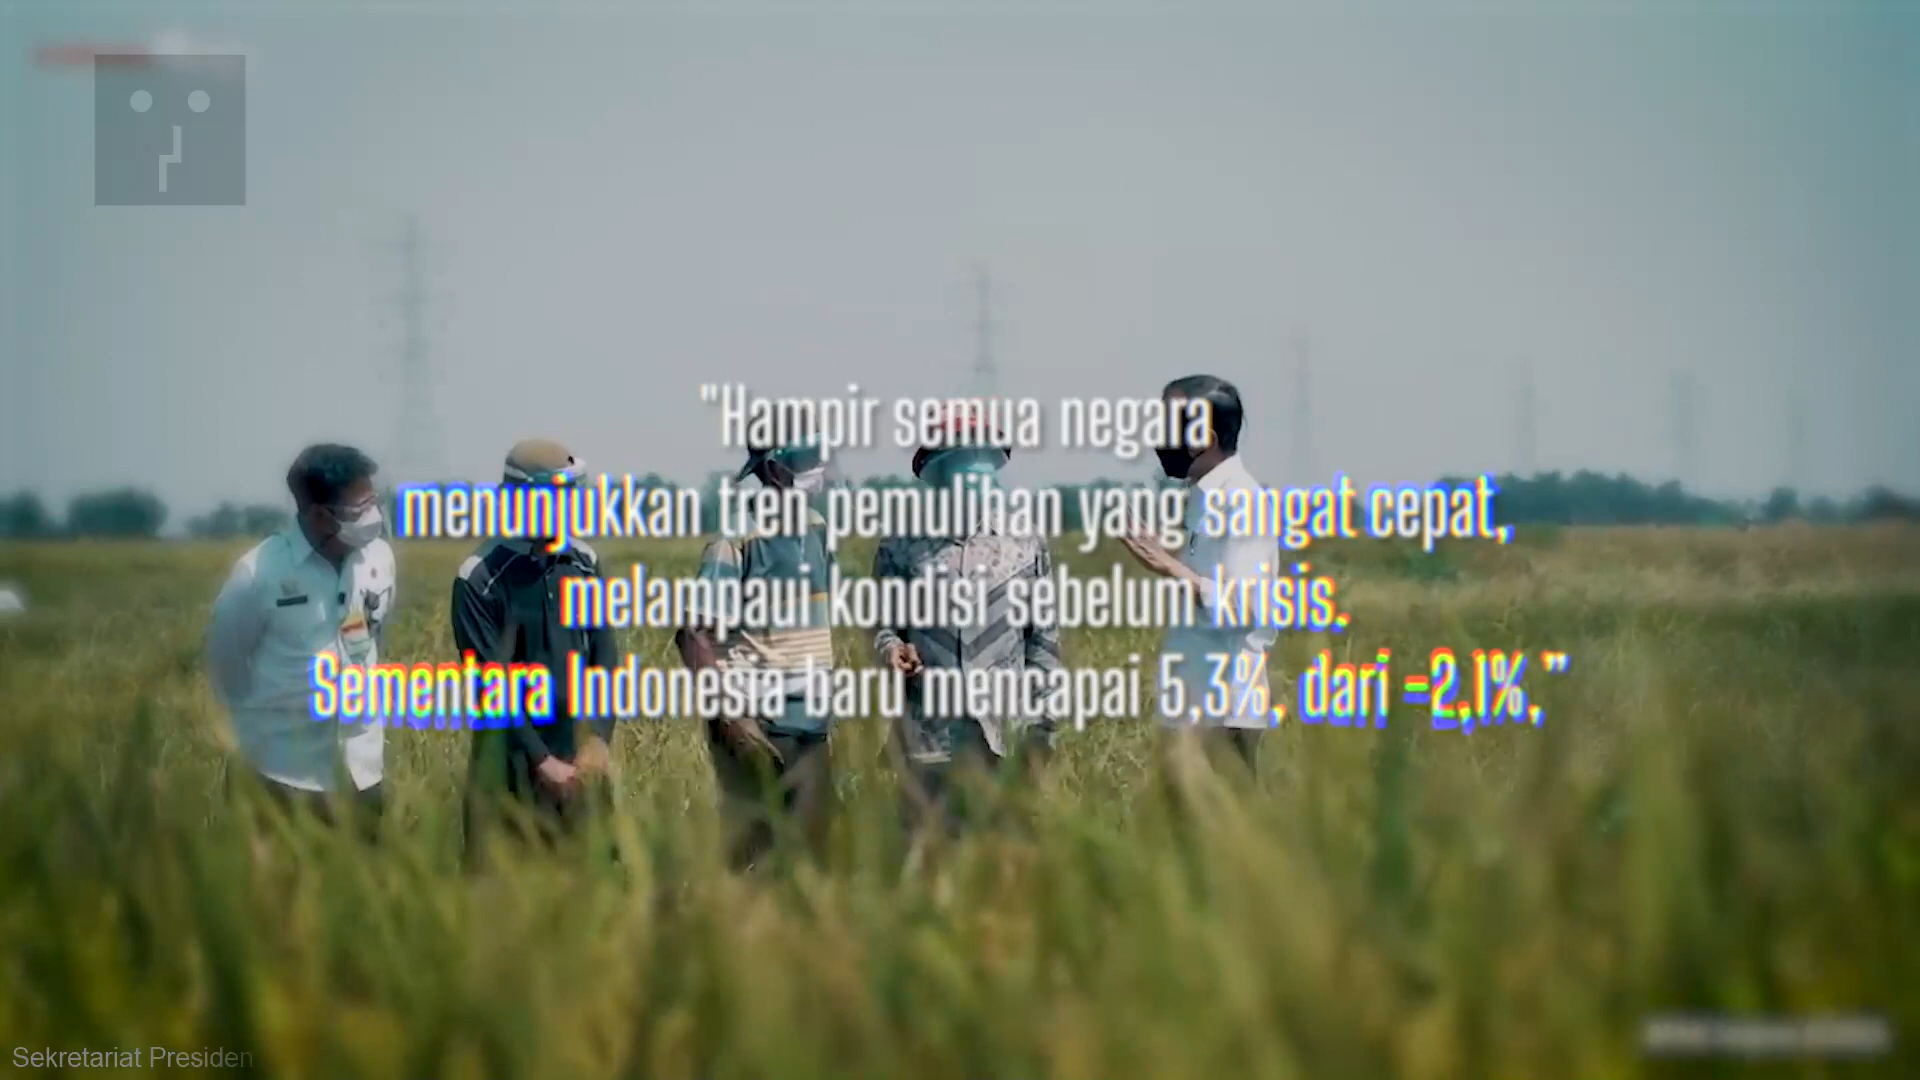 "Hampir semua negara
menunjukkan tren pemulihan yang sangat cepat,
melampaui kondisi sebelum krisis.
Sementara Indonesia baru mencapai 5,3%, dari -2,1%,”
Sekretariat Presiden